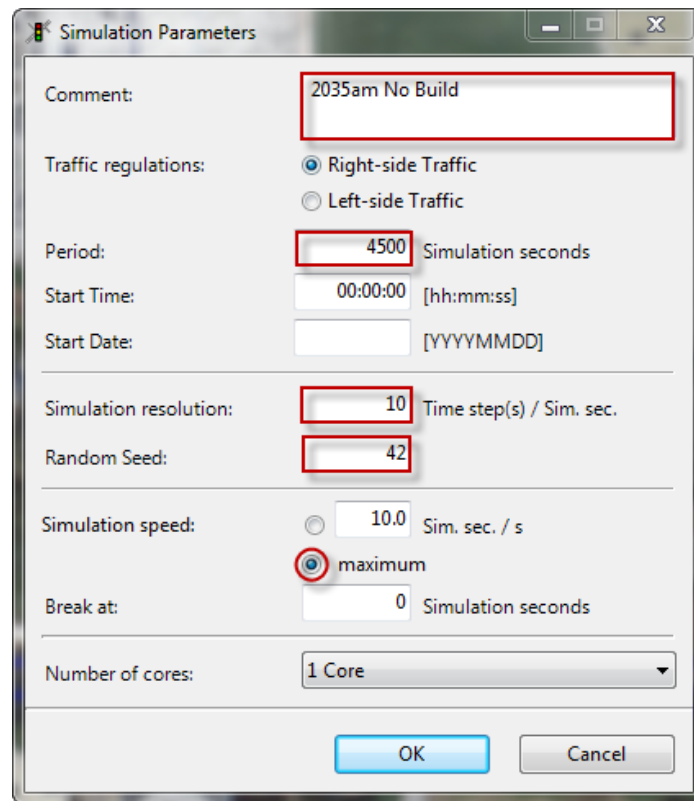 Simulation Parameters
Comment: 2035am No Build
Traffic regulations: Right-side Traffic
Left-side Traffic
Period: 4500 Simulation seconds
Start Time: 00:00:00 [hh:mm:ss]
Start Date: [YYYYMMDD]
Simulation resolution: 10 Time step(s) / Sim. sec.
Random Seed: 42
Simulation speed: 10.0 Sim. sec. / s
maximum
Break at: 0 Simulation seconds
Number of cores: 1 Core
OK Cancel